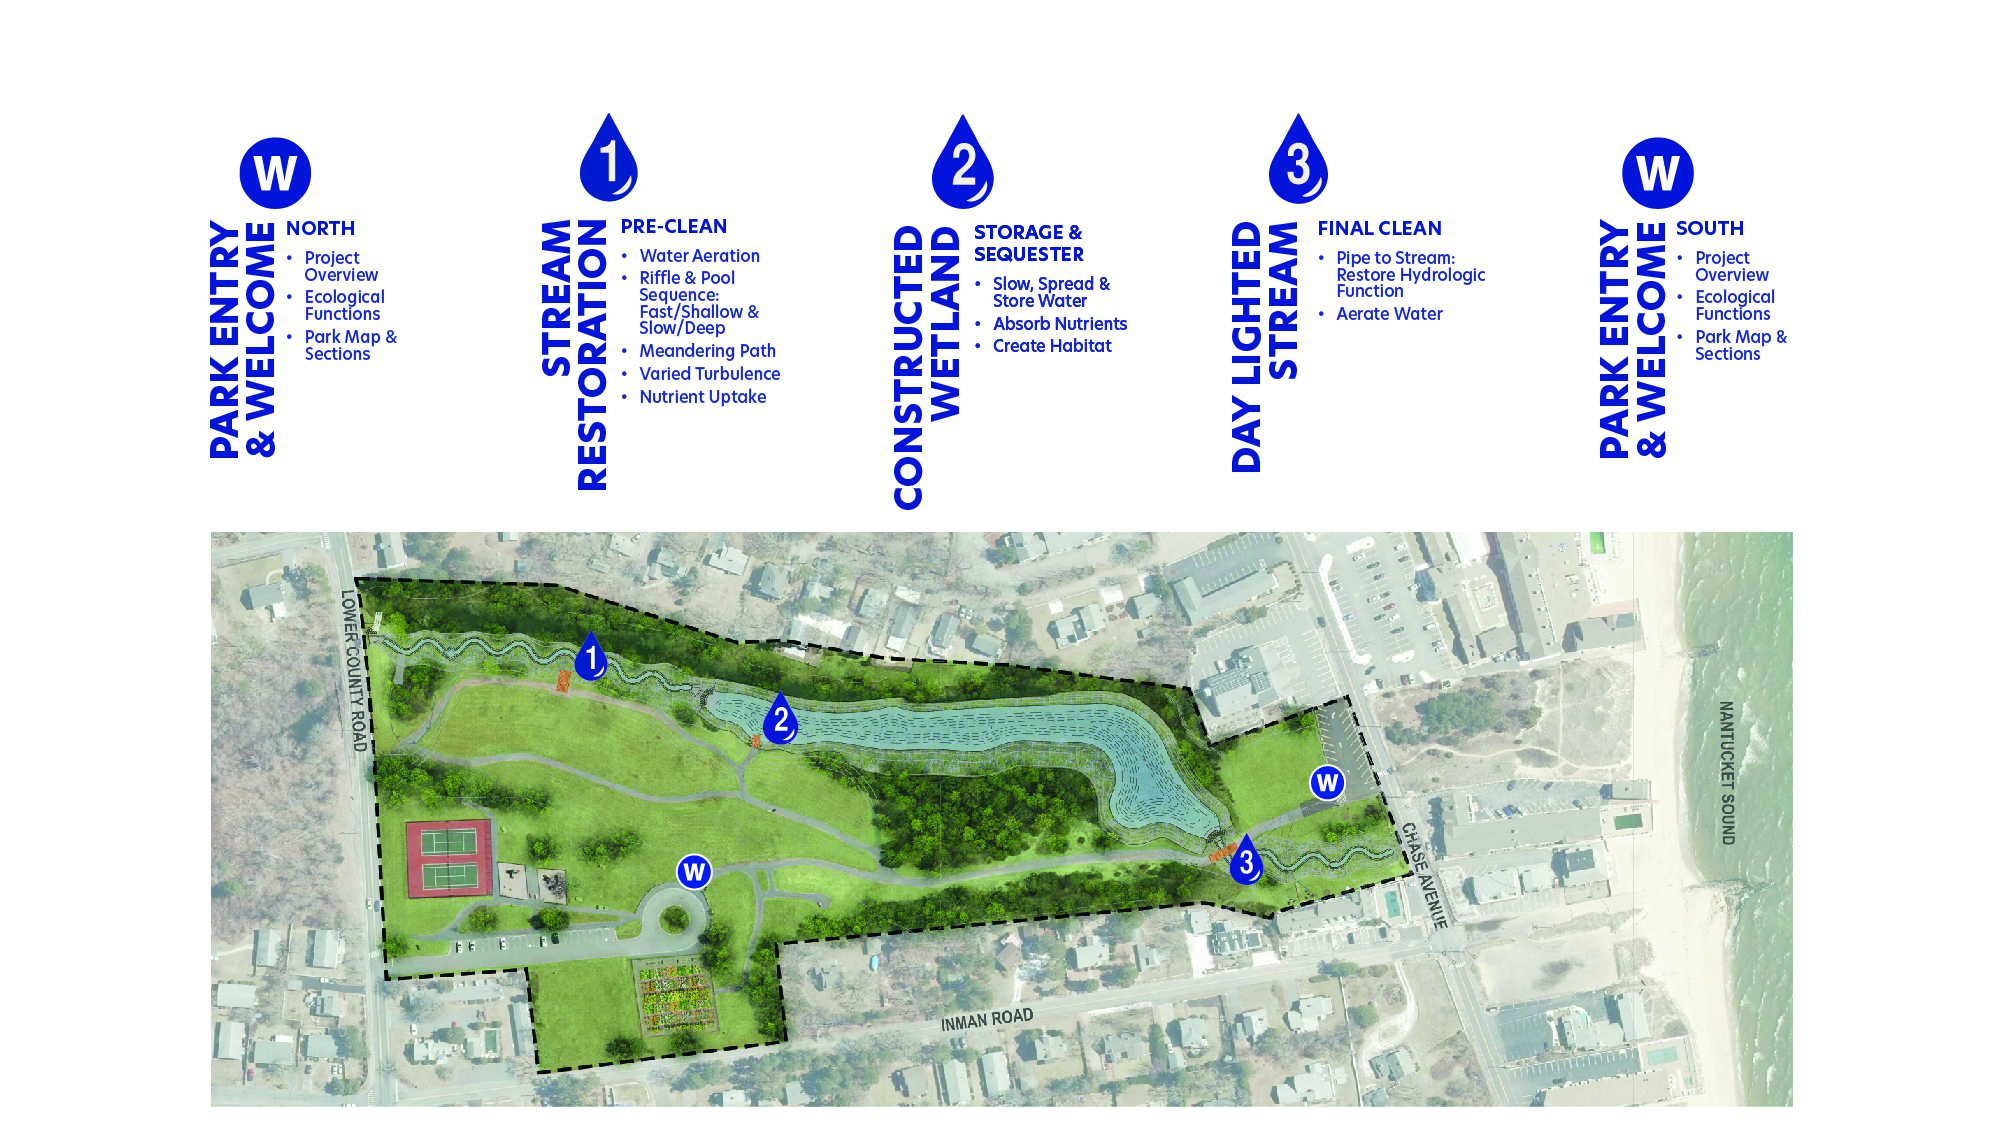 W
PARK ENTRY
& WELCOME
NORTH
• Project
Overview
• Ecological
Functions
• Park Map &
Sections
1
STREAM
RESTORATION
PRE-CLEAN
• Water Aeration
• Riffle & Pool
Sequence:
Fast/Shallow &
Slow/Deep
• Meandering Path
• Varied Turbulence
• Nutrient Uptake
2
CONSTRUCTED
WETLAND
STORAGE &
SEQUESTER
• Slow, Spread &
Store Water
• Absorb Nutrients
• Create Habitat
3
DAY LIGHTED
STREAM
FINAL CLEAN
• Pipe to Stream:
Restore Hydrologic
Function
• Aerate Water
W
PARK ENTRY
& WELCOME
SOUTH
• Project
Overview
• Ecological
Functions
• Park Map &
Sections
LOWER COUNTY ROAD
1
2
W
W
3
CHASE AVENUE
NANTUCKET SOUND
INMAN ROAD